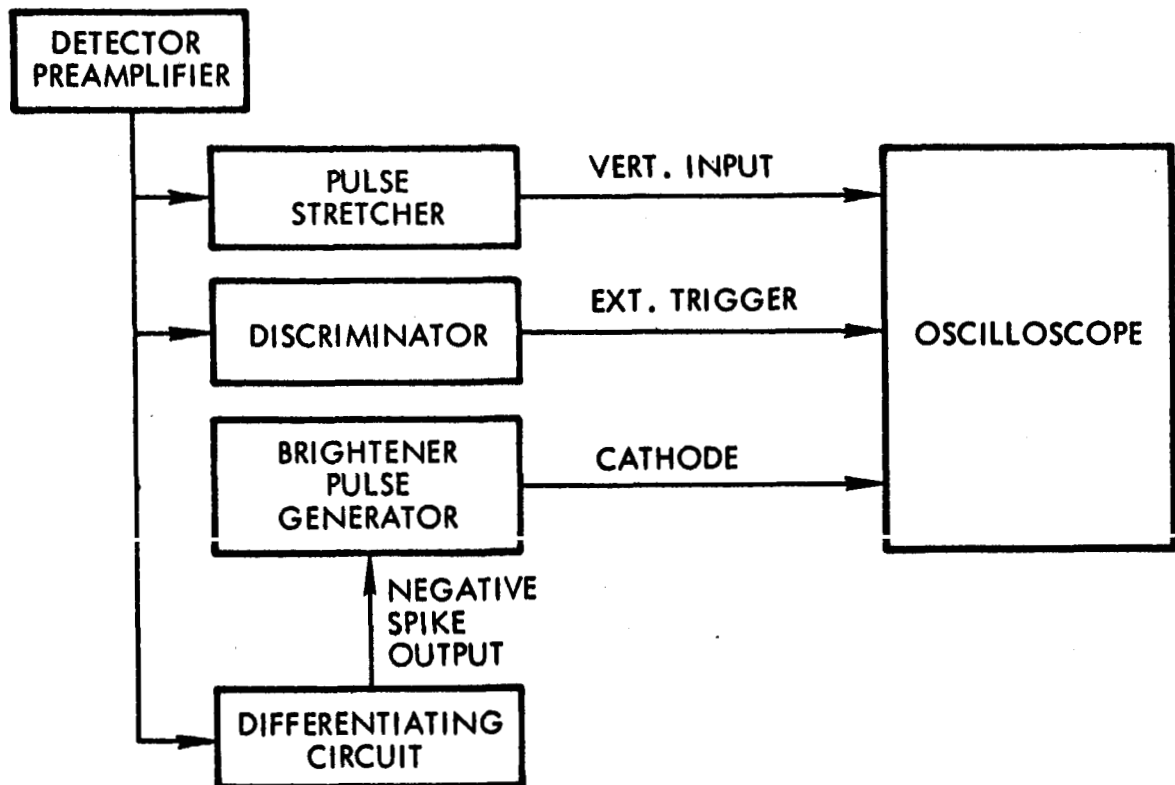 DETECTOR
PREAMPLIFIER
PULSE
STRETCHER
VERT. INPUT
DISCRIMINATOR
EXT. TRIGGER
OSCILLOSCOPE
BRIGHTENER
PULSE
GENERATOR
CATHODE
NEGATIVE
SPIKE
OUTPUT
DIFFERENTIATING
CIRCUIT